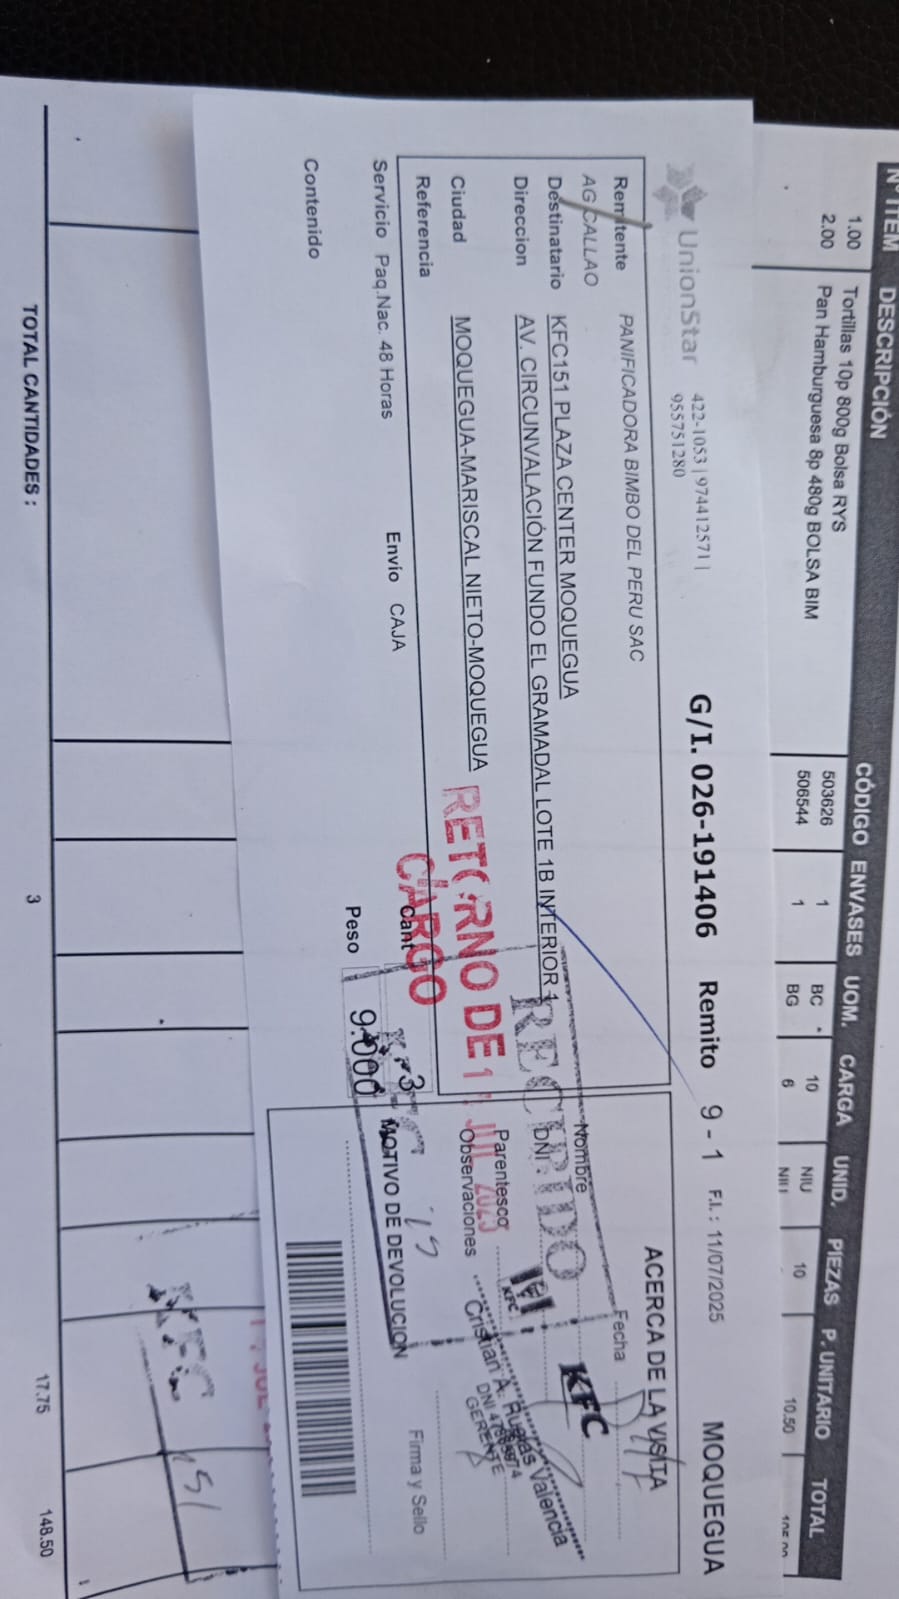 N° ITEM DESCRIPCIÓN CÓDIGO ENVASES UOM. CARGA UNID. PIEZAS P. UNITARIO TOTAL
1.00 Tortillas 10p 800g Bolsa RYS 503626 1 BC 10 NIU 10 10.50
2.00 Pan Hamburguesa 8p 480g BOLSA BIM 506544 1 BG 6
UnionStar
422-1053 | 974412571 |
955751280
G/I. 026-191406 Remito 9 - 1 F.I.: 11/07/2025 MOQUEGUA
Remitente PANIFICADORA BIMBO DEL PERU SAC
AG CALLAO
Destinatario KFC151 PLAZA CENTER MOQUEGUA
Direccion AV. CIRCUNVALACIÓN FUNDO EL GRAMADAL LOTE 1B INTERIOR 1
Ciudad MOQUEGUA-MARISCAL NIETO-MOQUEGUA
Referencia
Servicio Paq.Nac. 48 Horas Envío CAJA Cant 3
Peso 9.000
Contenido
RETORNO DE
CARGO
JUL 2025
RECIBIDO
ACERCA DE LA VISITA
Fecha
Nombre
DNI
Parentesco
Observaciones
MOTIVO DE DEVOLUCION
Firma y Sello
KFC
KFC
Cristian A. Ruelas Valencia
GERENTE
KFC 151
TOTAL CANTIDADES : 3 17.75 148.50